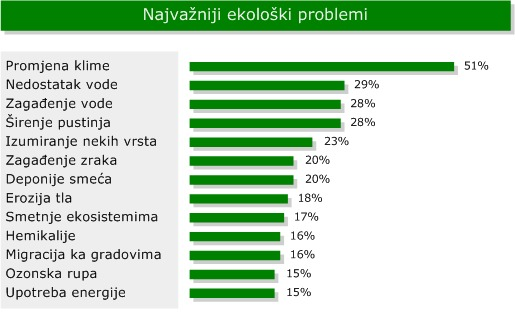 Najvažniji ekološki problemi
Promjena klime 51%
Nedostatak vode 29%
Zagađenje vode 28%
Širenje pustinja 28%
Izumiranje nekih vrsta 23%
Zagađenje zraka 20%
Deponije smeća 20%
Erozija tla 18%
Smetnje ekosistemima 17%
Hemikalije 16%
Migracija ka gradovima 16%
Ozonska rupa 15%
Upotreba energije 15%